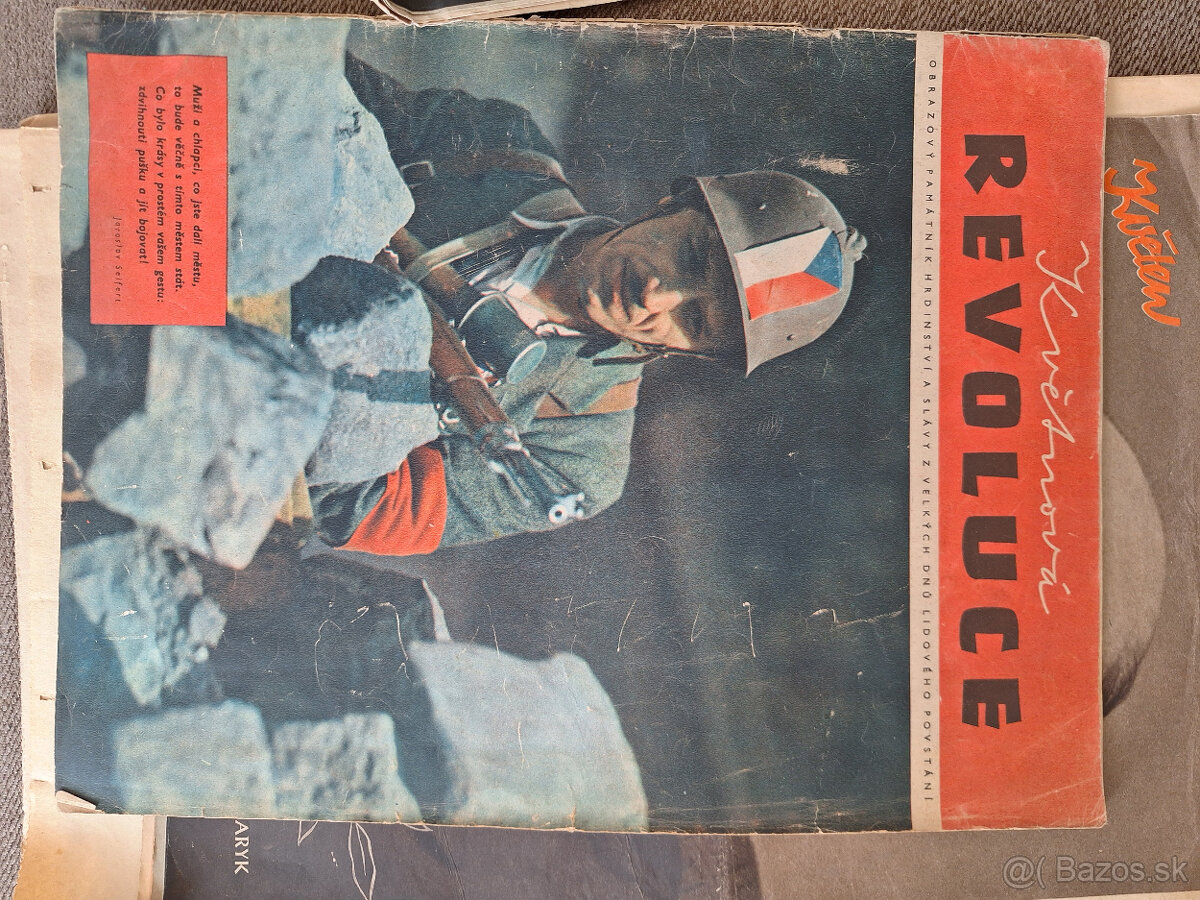 Květnová
REVOLUCE
OBRAZOVÝ PAMÁTNÍK HRDINSTVÍ A SLÁVY Z VELKÝCH DNŮ LIDOVÉHO POVSTÁNÍ
Muži a chlapci, co jste dali městu,
to bude věčně s tímto městem stát.
Co bylo krásy v prostém vašem gestu:
zdvihnouti pušku a jít bojovat!
Jaroslav Seifert
Květen
ARYK
@( Bazos.sk